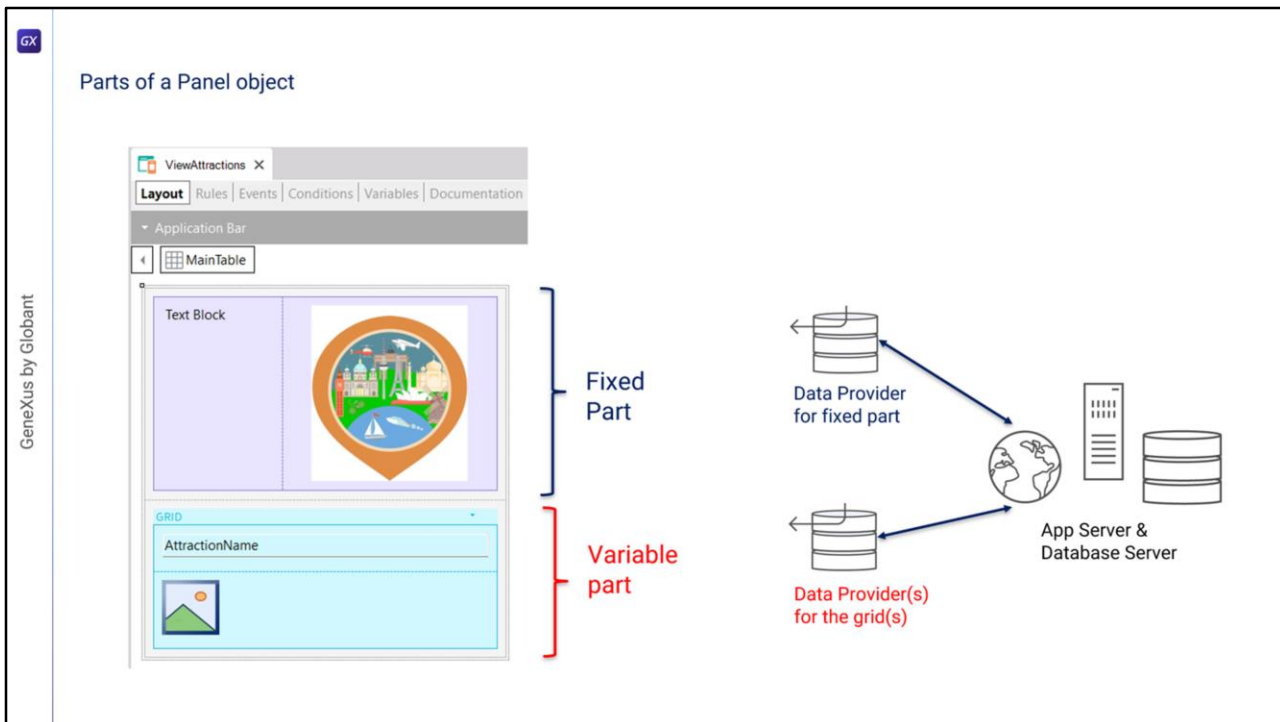 GX
Parts of a Panel object
ViewAttractions
Layout Rules Events Conditions Variables Documentation
Application Bar
MainTable
Text Block
Fixed
Part
GRID
AttractionName
Variable
part
Data Provider
for fixed part
Data Provider(s)
for the grid(s)
App Server &
Database Server
GeneXus by Globant